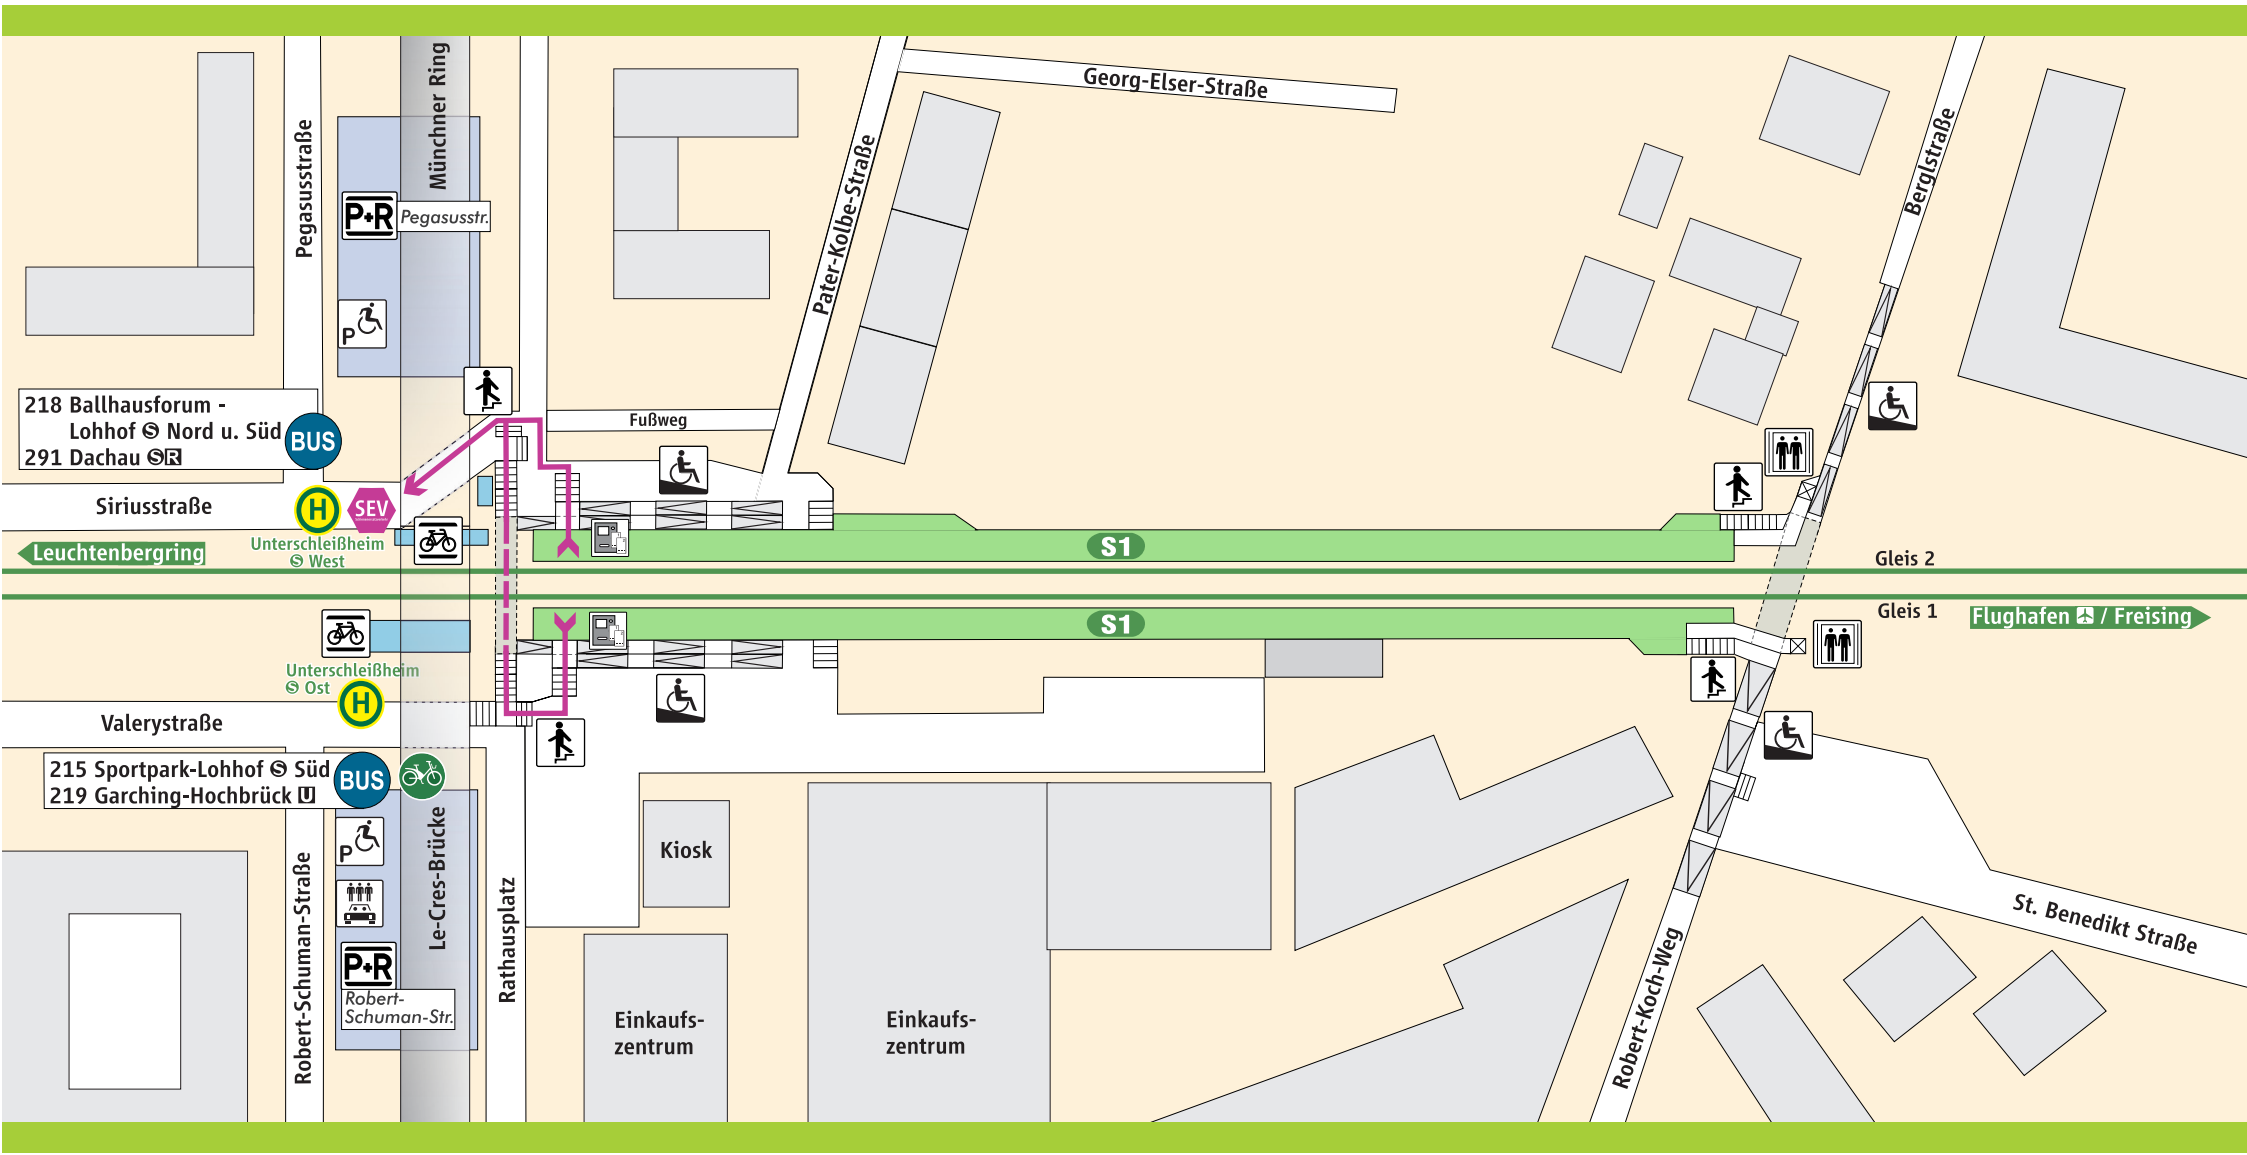 Münchner Ring
Georg-Elser-Straße
Pegasusstraße
Berglstraße
P+R
Pegasusstr.
Pater-Kolbe-Straße
P
218 Ballhausforum -
Lohhof S Nord u. Süd
291 Dachau S R
BUS
Fußweg
Siriusstraße
H
SEV
Unterschleißheim
S West
Leuchtenbergring
S1
Gleis 2
S1
Gleis 1
Flughafen / Freising
Unterschleißheim
S Ost
H
Valerystraße
215 Sportpark-Lohhof S Süd
219 Garching-Hochbrück U
BUS
P
Le-Cres-Brücke
Kiosk
Robert-Schuman-Straße
Rathausplatz
P+R
Robert-
Schuman-Str.
Einkaufs-
zentrum
Einkaufs-
zentrum
Robert-Koch-Weg
St. Benedikt Straße